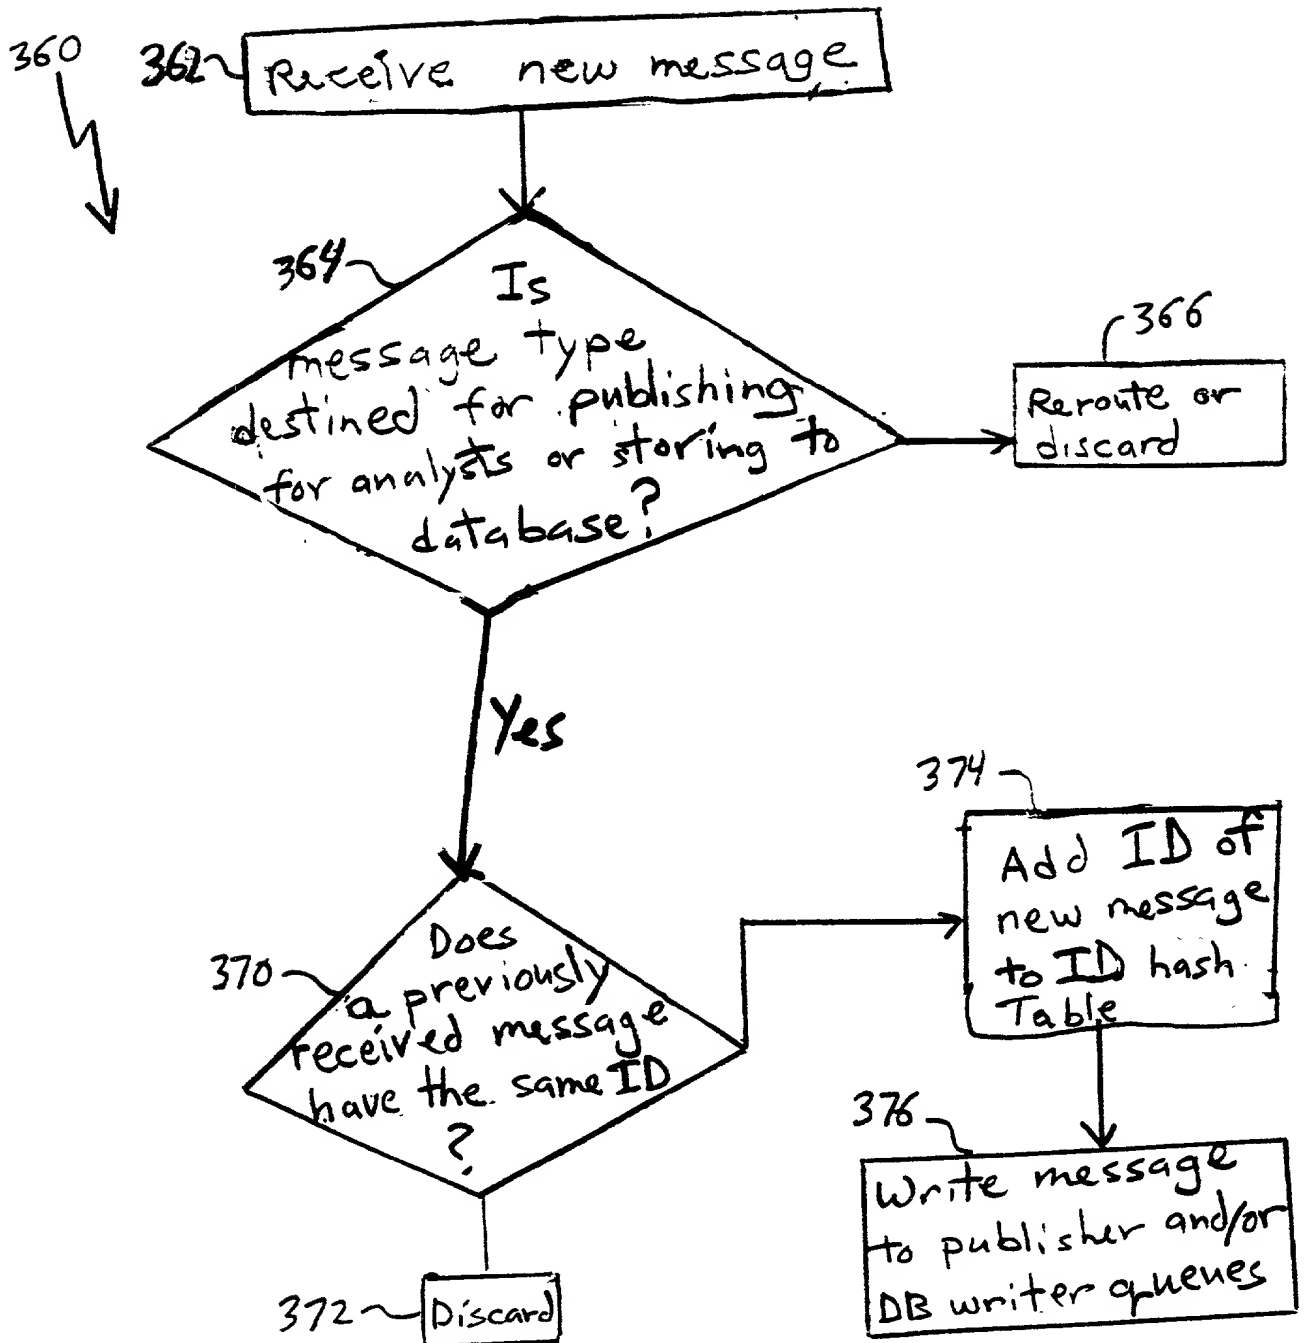 360
362
Receive new message
364
Is
message type
destined for publishing
for analysts or storing to
database?
366
Reroute or
discard
Yes
370
Does
a previously
received message
have the same ID
?
374
Add ID of
new message
to ID hash
Table
376
Write message
to publisher and/or
DB writer queues
372
Discard